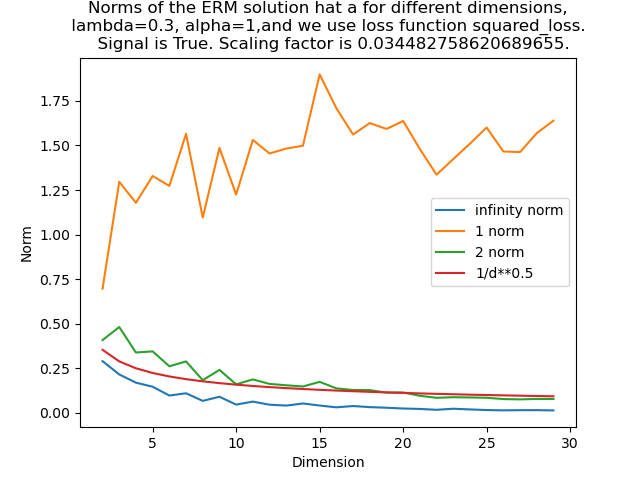 Norms of the ERM solution hat a for different dimensions,
lambda=0.3, alpha=1,and we use loss function squared_loss.
Signal is True. Scaling factor is 0.034482758620689655.
1.75
1.50
1.25
1.00
0.75
0.50
0.25
0.00
Norm
infinity norm
1 norm
2 norm
1/d**0.5
5 10 15 20 25 30
Dimension